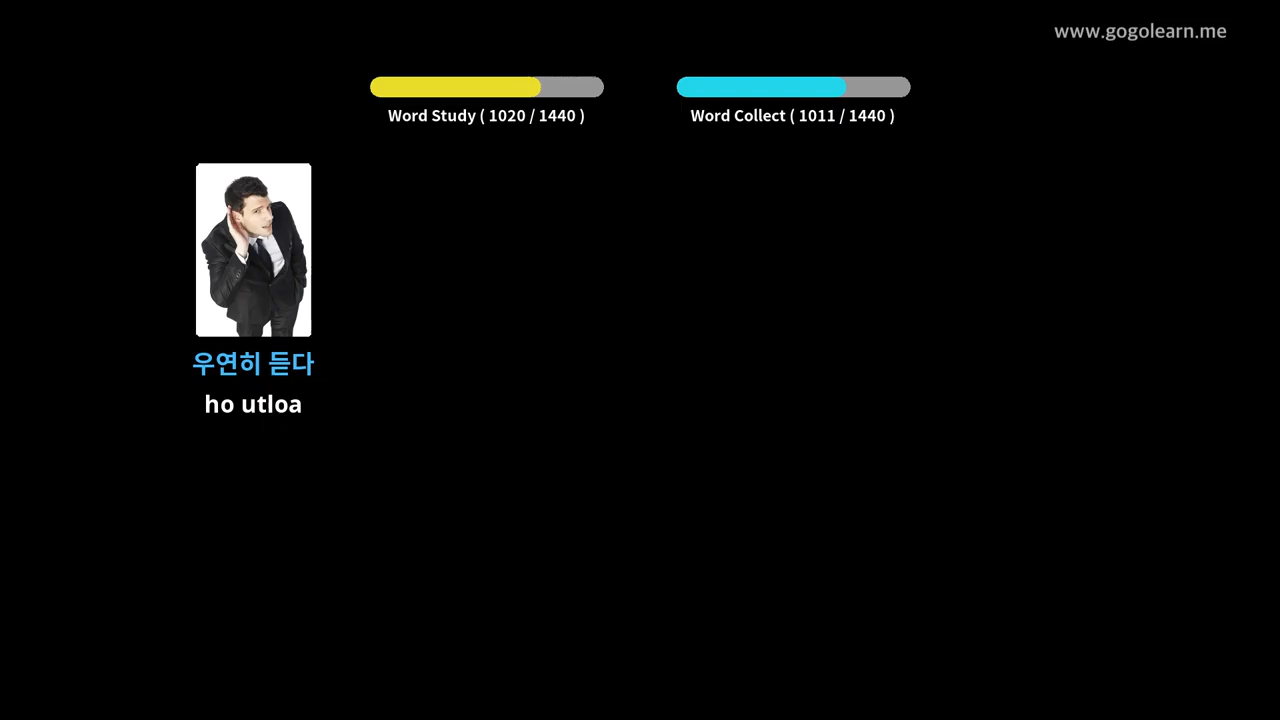 www.gogolearn.me
Word Study ( 1020 / 1440 )
Word Collect ( 1011 / 1440 )
우연히 듣다
ho utloa